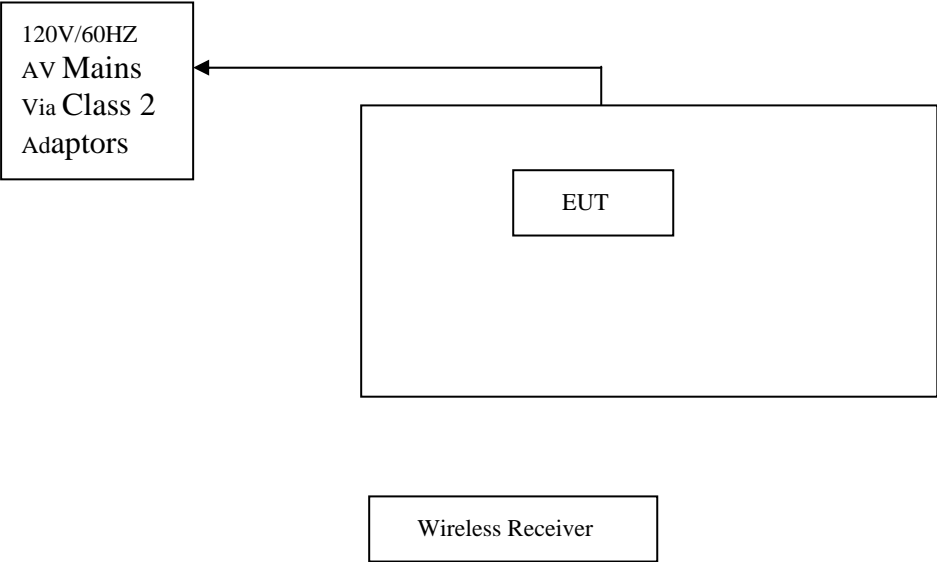 120V/60HZ
AV Mains
Via Class 2
Adaptors
EUT
Wireless Receiver